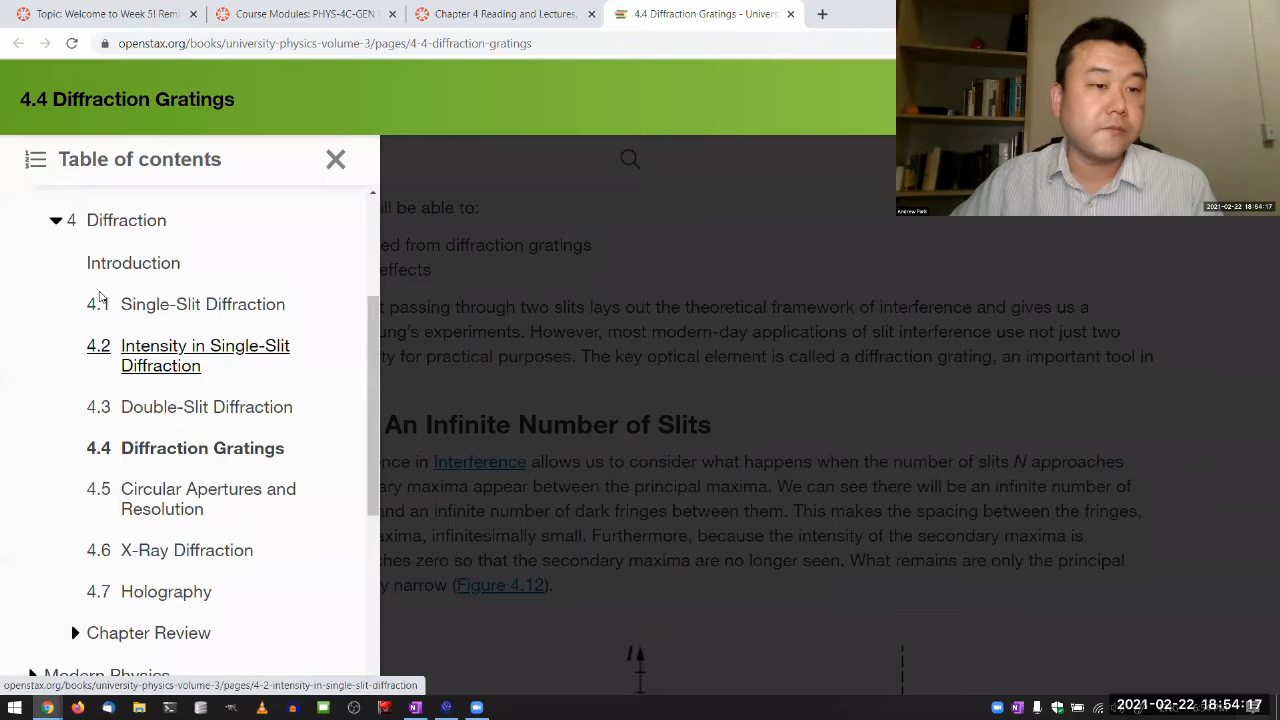 Topic: Welcome to Week 5! Remi
Course Modules: PHYS-4CGEN I
Chapter 4 Reading and Lectures,
4.4 Diffraction Gratings - Univers
openstax.org/books/university-physics-volume-3/pages/4-4-diffraction-gratings
4.4 Diffraction Gratings
Table of contents
4 Diffraction
Introduction
4.1 Single-Slit Diffraction
4.2 Intensity in Single-Slit
Diffraction
4.3 Double-Slit Diffraction
4.4 Diffraction Gratings
4.5 Circular Apertures and
Resolution
4.6 X-Ray Diffraction
4.7 Holography
Chapter Review
Modern Physics
ill be able to:
ed from diffraction gratings
effects
t passing through two slits lays out the theoretical framework of interference and gives us a
ung's experiments. However, most modern-day applications of slit interference use not just two
ty for practical purposes. The key optical element is called a diffraction grating, an important tool in
An Infinite Number of Slits
nce in Interference allows us to consider what happens when the number of slits N approaches
ary maxima appear between the principal maxima. We can see there will be an infinite number of
and an infinite number of dark fringes between them. This makes the spacing between the fringes,
axima, infinitesimally small. Furthermore, because the intensity of the secondary maxima is
ches zero so that the secondary maxima are no longer seen. What remains are only the principal
y narrow (Figure 4.12).
I
openstax.org/books/university-physics-volume-3/pages/4-2-intensity-in-single-slit-diffraction
Andrew Park
2021-02-22 18:54:17
2021-02-22 18:54:17